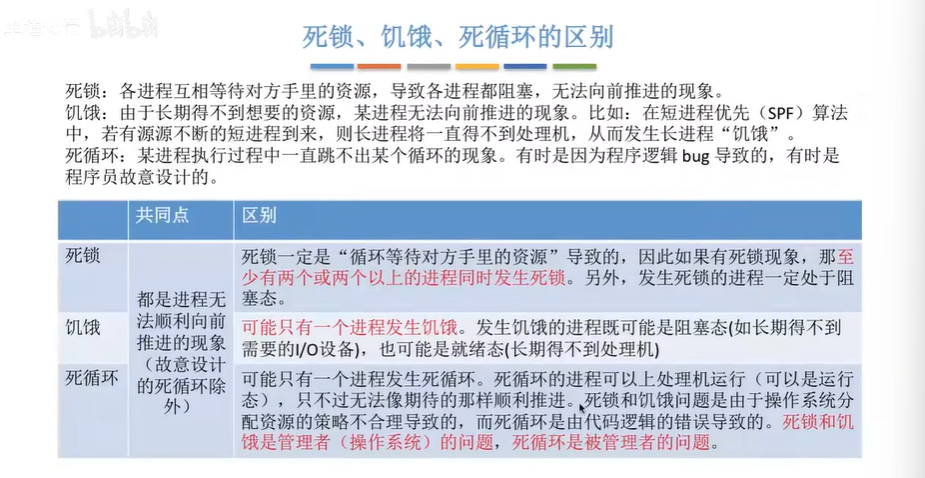 死锁、饥饿、死循环的区别
死锁：各进程互相等待对方手里的资源，导致各进程都阻塞，无法向前推进的现象。
饥饿：由于长期得不到想要的资源，某进程无法向前推进的现象。比如：在短进程优先（SPF）算法
中，若有源源不断的短进程到来，则长进程将一直得不到处理机，从而发生长进程“饥饿”。
死循环：某进程执行过程中一直跳不出某个循环的现象。有时是因为程序逻辑 bug 导致的，有时是
程序员故意设计的。
共同点
区别
死锁
都是进程无
法顺利向前
推进的现象
（故意设计
的死循环除
外）
死锁一定是“循环等待对方手里的资源”导致的，因此如果有死锁现象，那至
少有两个或两个以上的进程同时发生死锁。另外，发生死锁的进程一定处于阻
塞态。
饥饿
可能只有一个进程发生饥饿。发生饥饿的进程既可能是阻塞态(如长期得不到
需要的I/O设备)，也可能是就绪态(长期得不到处理机)
死循环
可能只有一个进程发生死循环。死循环的进程可以上处理机运行（可以是运行
态），只不过无法像期待的那样顺利推进。死锁和饥饿问题是由于操作系统分
配资源的策略不合理导致的，而死循环是由代码逻辑的错误导致的。死锁和饥
饿是管理者（操作系统）的问题，死循环是被管理者的问题。